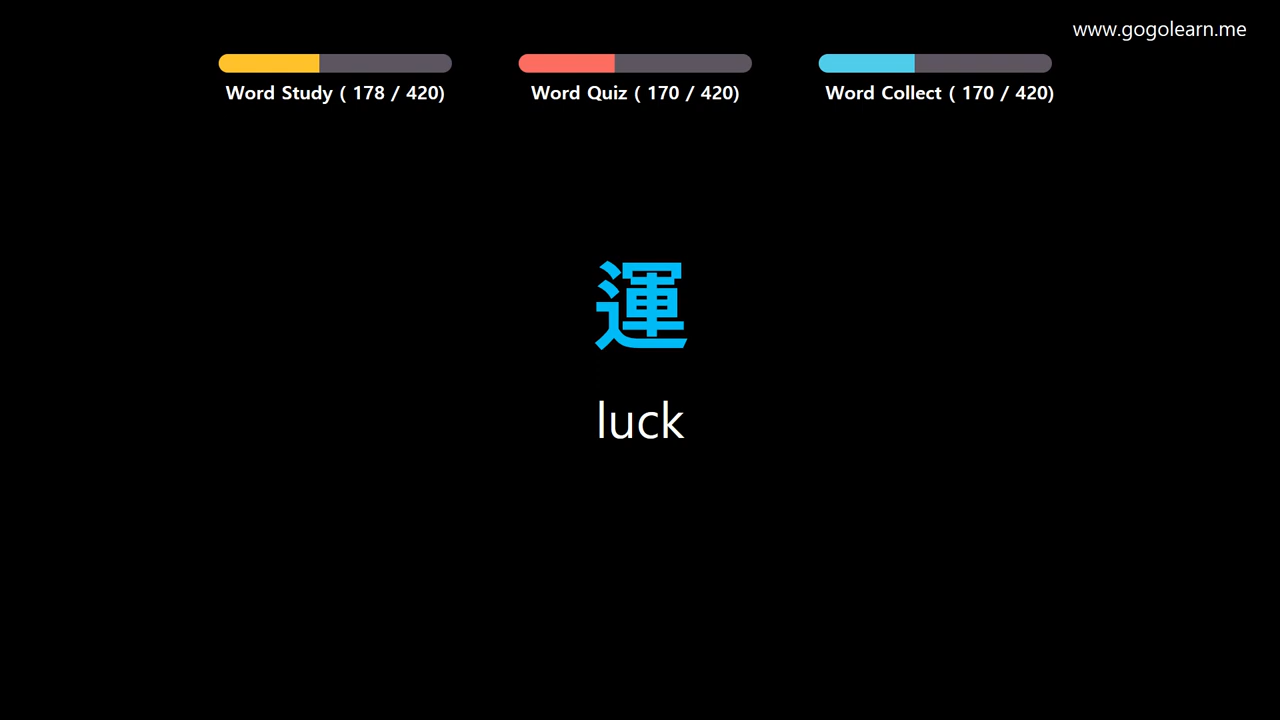 www.gogolearn.me
Word Study ( 178 / 420)
Word Quiz ( 170 / 420)
Word Collect ( 170 / 420)
運
luck